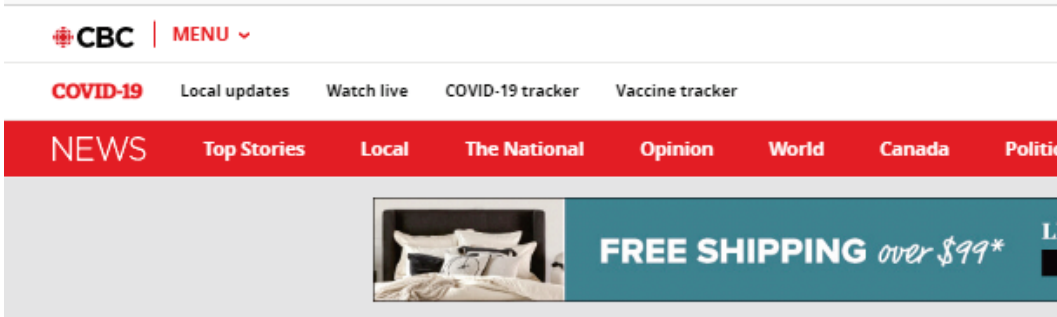 CBC MENU
COVID-19 Local updates Watch live COVID-19 tracker Vaccine tracker
NEWS Top Stories Local The National Opinion World Canada Politi
FREE SHIPPING over $99* L